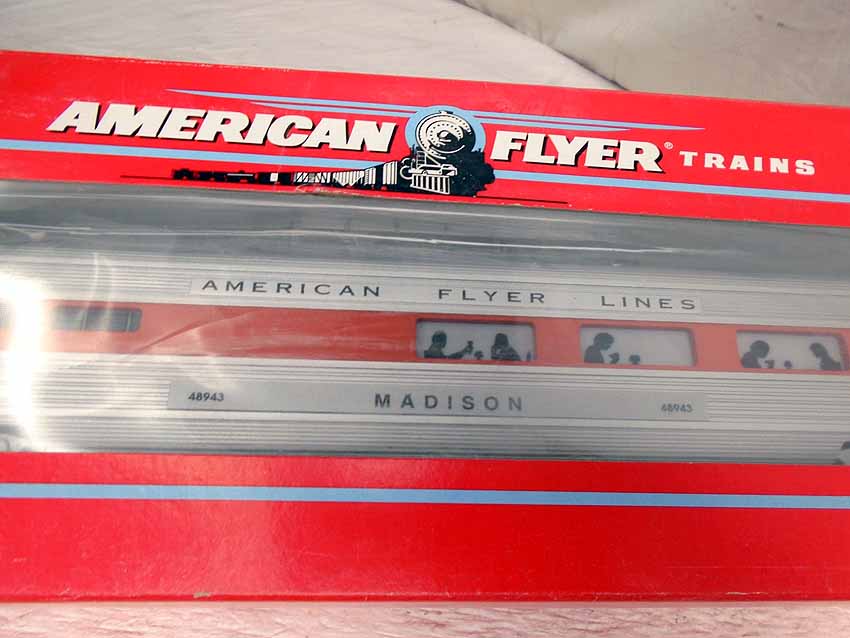 AMERICAN FLYER® TRAINS
AMERICAN FLYER LINES
48943 MADISON 48943